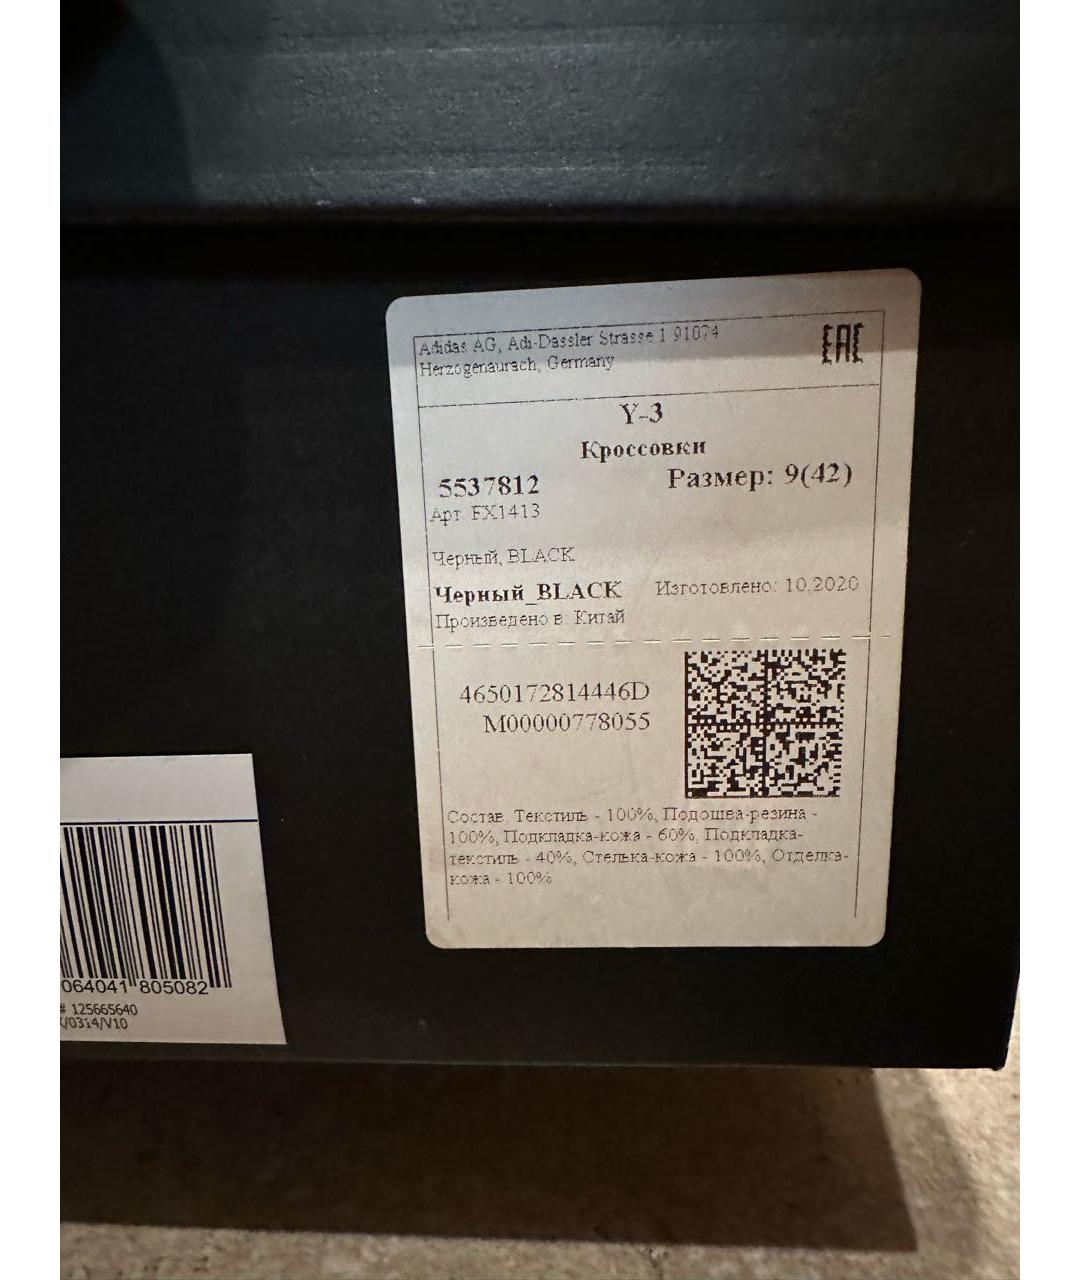 Adidas AG, Adi-Dassler Strasse 1 91074
Herzogenaurach, Germany
EAC
Y-3
Кроссовки
5537812
Размер: 9(42)
Арт. FX1413
Черный, BLACK
Черный_BLACK
Изготовлено: 10.2020
Произведено в: Китай
4650172814446D
M00000778055
Состав: Текстиль - 100%, Подошва-резина -
100%, Подкладка-кожа - 60%, Подкладка-
текстиль - 40%, Стелька-кожа - 100%, Отделка-
кожа - 100%
064041 805082
# 125665640
/0314/V10